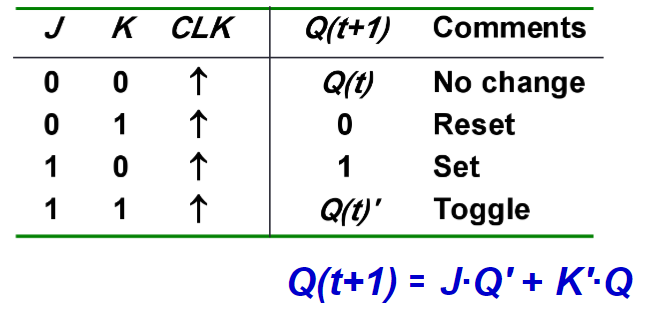 J K CLK Q(t+1) Comments
0 0 ↑ Q(t) No change
0 1 ↑ 0 Reset
1 0 ↑ 1 Set
1 1 ↑ Q(t)' Toggle
Q(t+1) = J·Q' + K'·Q